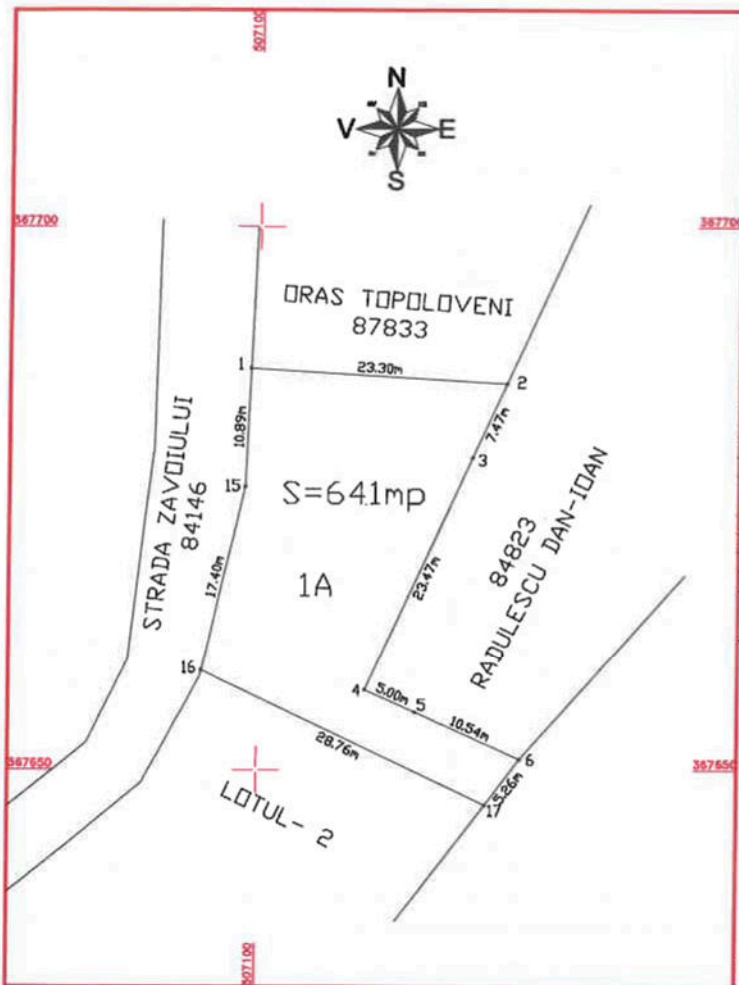 507100
N
V E
S
367700 367700
ORAS TOPOLOVENI
87833
1 23.30m 2
10.89m
7.47m
3
15
S=641mp
STRADA ZAVOIULUI
84146
17.40m
1A
23.47m
84823
RADULESCU DAN-IOAN
16
4 5.00m 5
10.54m
6
28.76m
5.26m
17
367650 367650
LOTUL- 2
507100